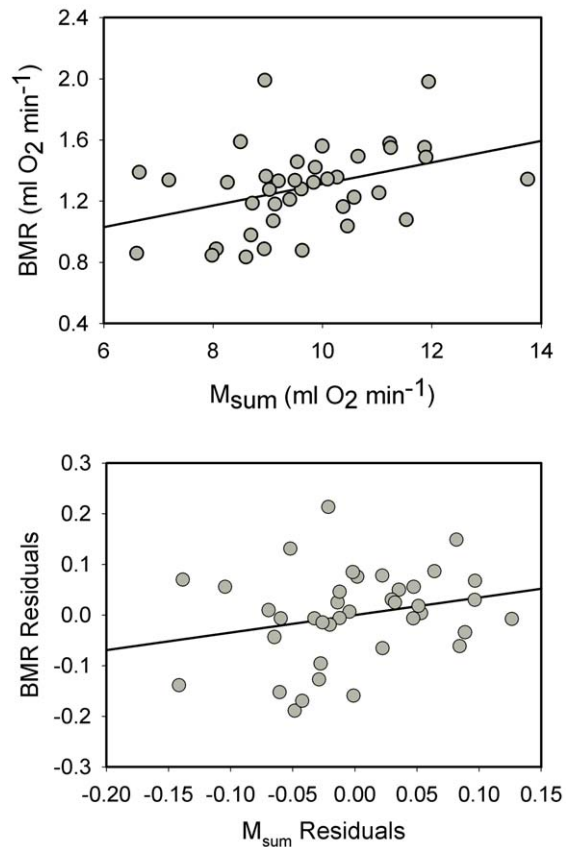 2.4
2.0
1.6
1.2
0.8
0.4
BMR (ml O2 min-1)
6 8 10 12 14
Msum (ml O2 min-1)
0.3
0.2
0.1
0.0
-0.1
-0.2
-0.3
BMR Residuals
-0.20 -0.15 -0.10 -0.05 0.00 0.05 0.10 0.15
Msum Residuals